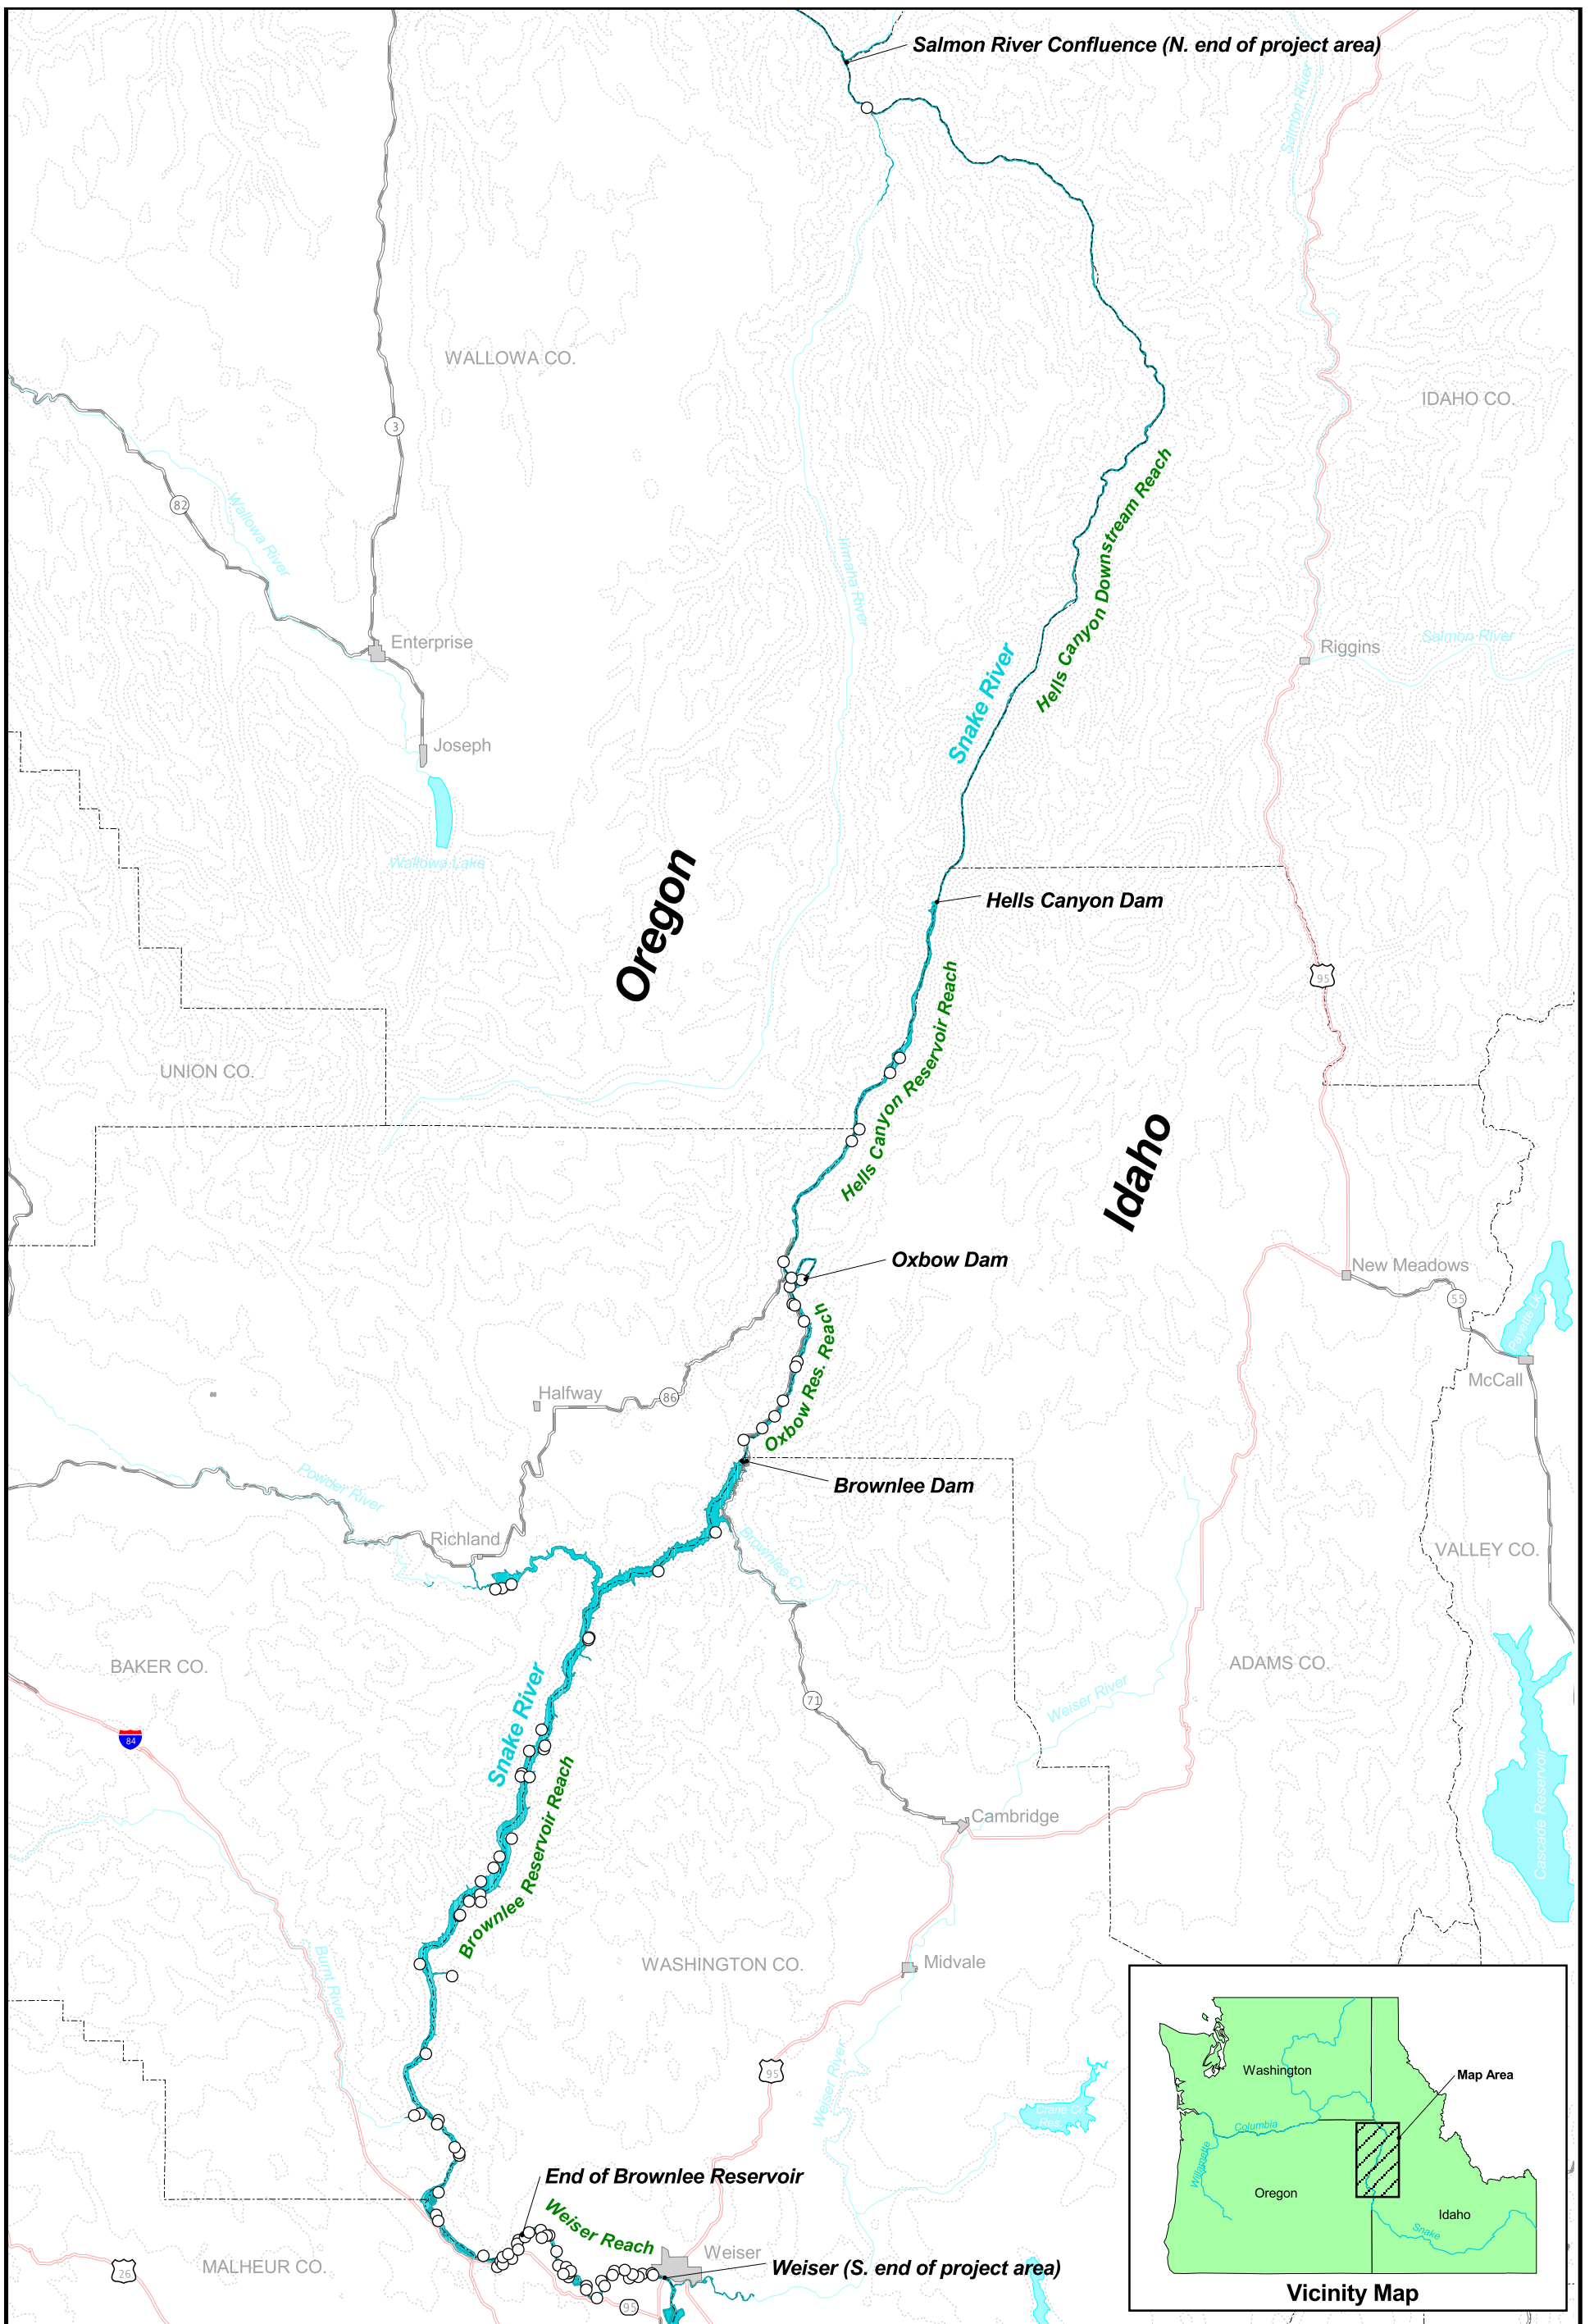 Salmon River Confluence (N. end of project area)
Salmon River
WALLOWA CO.
IDAHO CO.
3
82
Wallowa River
Hells Canyon Downstream Reach
Imnaha River
Enterprise
Riggins
Salmon River
Snake River
Joseph
Wallowa Lake
Oregon
Hells Canyon Dam
95
Hells Canyon Reservoir Reach
UNION CO.
Idaho
Oxbow Dam
New Meadows
55
Payette Lk
McCall
Oxbow Res. Reach
Halfway
86
86
Powder River
Brownlee Dam
Richland
Brownlee Cr.
VALLEY CO.
BAKER CO.
ADAMS CO.
Snake River
71
Weiser River
84
Brownlee Reservoir Reach
Cambridge
Cascade Reservoir
Burnt River
WASHINGTON CO.
Midvale
95
Weiser River
Crane Cr.
Res.
Washington
Map Area
Columbia
Willamette
Oregon
Idaho
Snake
Vicinity Map
End of Brownlee Reservoir
Weiser Reach
Weiser
MALHEUR CO.
26
Weiser (S. end of project area)
95